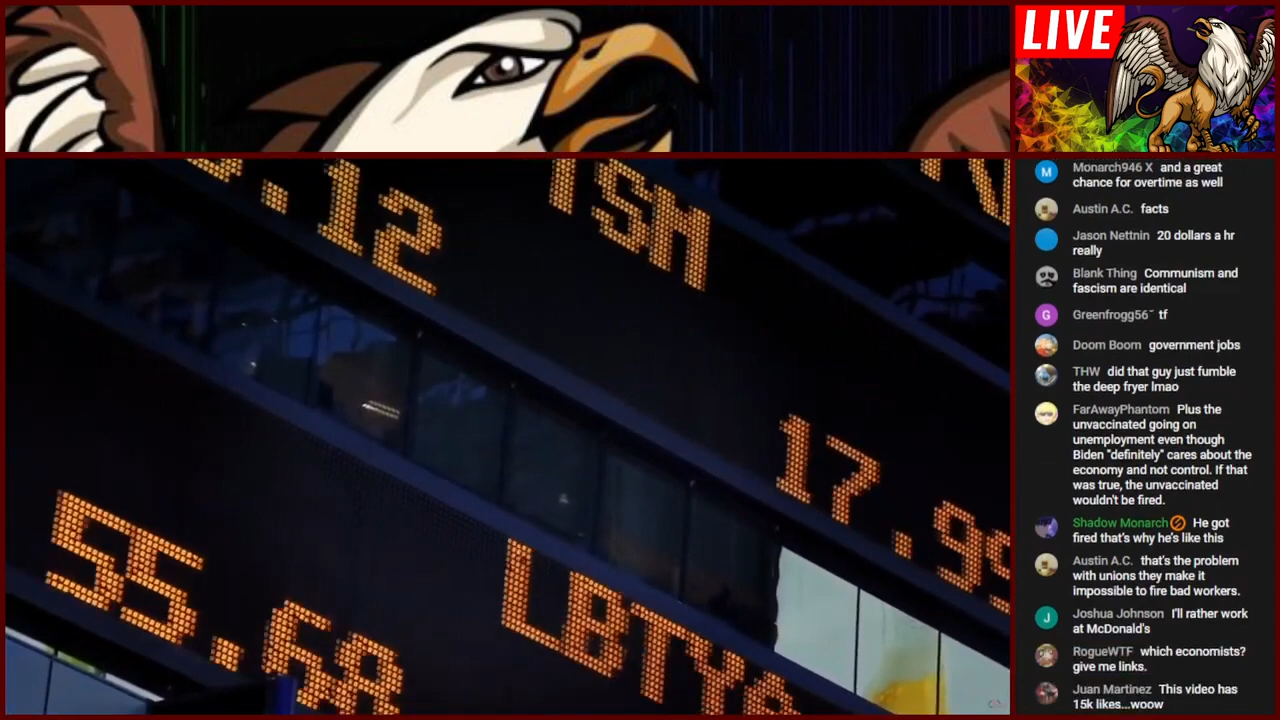 LIVE
.12
TSM
17.99
55.68
LBTYA
M
Monarch946 X and a great
chance for overtime as well
Austin A.C. facts
Jason Nettnin 20 dollars a hr
really
Blank Thing Communism and
fascism are identical
G
Greenfrogg56˜ tf
Doom Boom government jobs
THW did that guy just fumble
the deep fryer lmao
FarAwayPhantom Plus the
unvaccinated going on
unemployment even though
Biden "definitely" cares about the
economy and not control. If that
was true, the unvaccinated
wouldn't be fired.
Shadow Monarch He got
fired that's why he's like this
Austin A.C. that's the problem
with unions they make it
impossible to fire bad workers.
J
Joshua Johnson I'll rather work
at McDonald's
RogueWTF which economists?
give me links.
Juan Martinez This video has
15k likes...woow